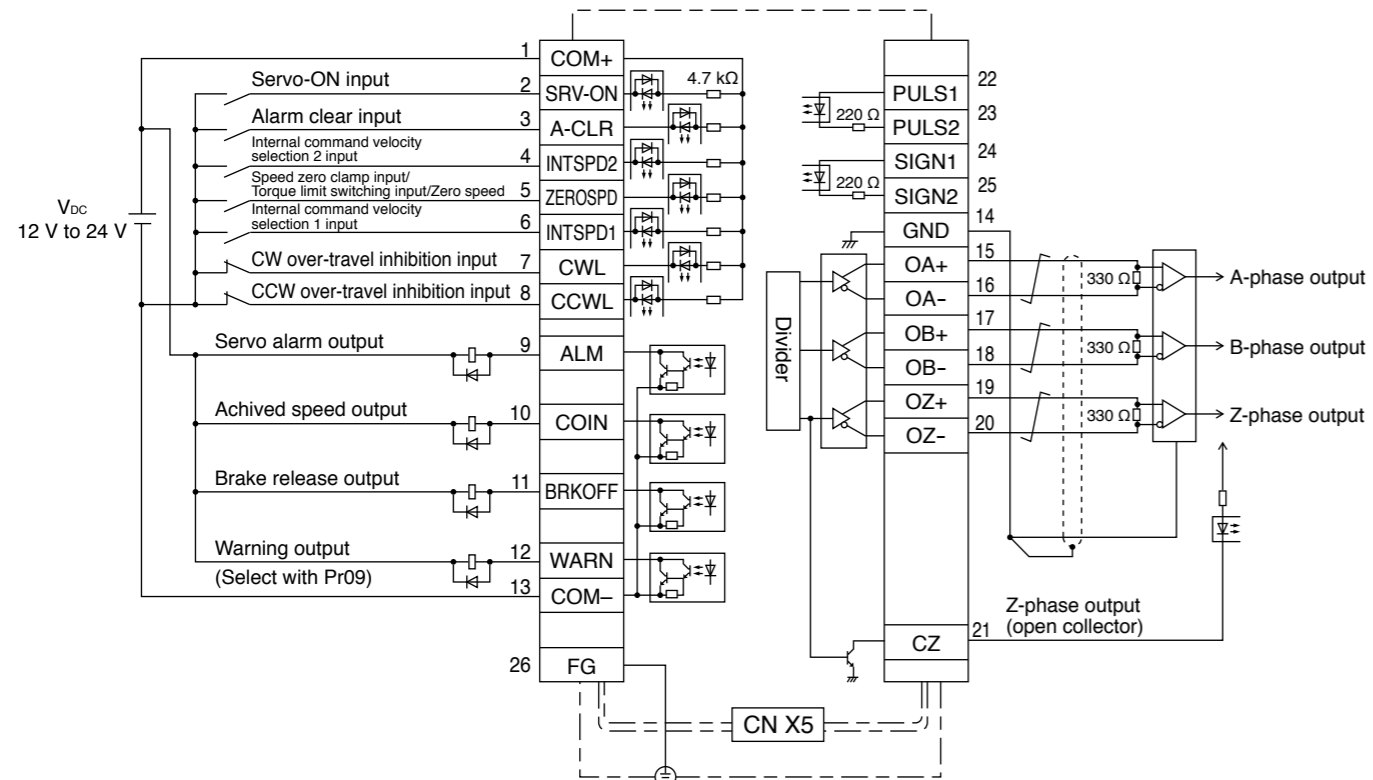 1
COM+
Servo-ON input
2
SRV-ON
4.7 kΩ
Alarm clear input
3
A-CLR
Internal command velocity
selection 2 input
4
INTSPD2
Speed zero clamp input/
Torque limit switching input/Zero speed
5
ZEROSPD
Internal command velocity
selection 1 input
6
INTSPD1
CW over-travel inhibition input
7
CWL
CCW over-travel inhibition input
8
CCWL
VDC
12 V to 24 V
Servo alarm output
9
ALM
Achived speed output
10
COIN
Brake release output
11
BRKOFF
Warning output
(Select with Pr09)
12
WARN
13
COM–
26
FG
22
PULS1
220 Ω
23
PULS2
24
SIGN1
220 Ω
25
SIGN2
14
GND
15
OA+
16
OA–
330 Ω
A-phase output
17
OB+
18
OB–
330 Ω
B-phase output
19
OZ+
20
OZ–
330 Ω
Z-phase output
Divider
Z-phase output
(open collector)
21
CZ
CN X5